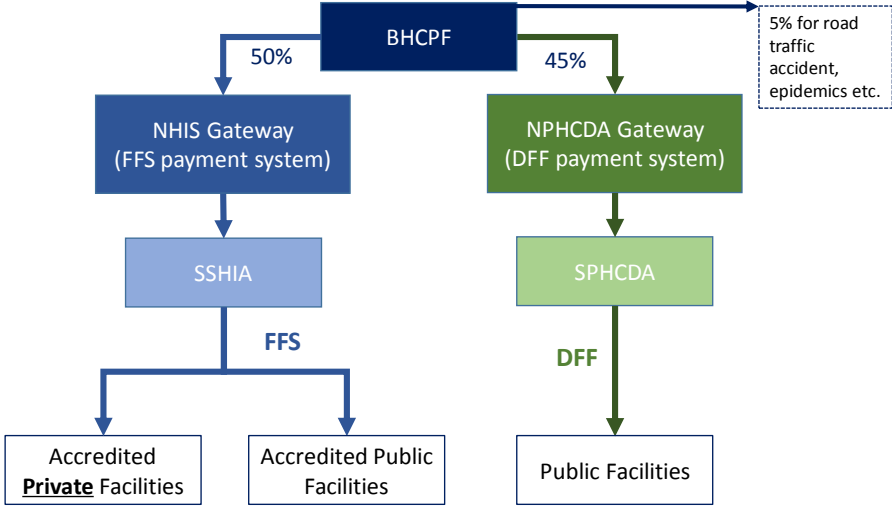 BHCPF
5% for road
traffic
accident,
epidemics etc.
50%
45%
NHIS Gateway
(FFS payment system)
NPHCDA Gateway
(DFF payment system)
SSHIA
SPHCDA
FFS
DFF
Accredited
Private Facilities
Accredited Public
Facilities
Public Facilities